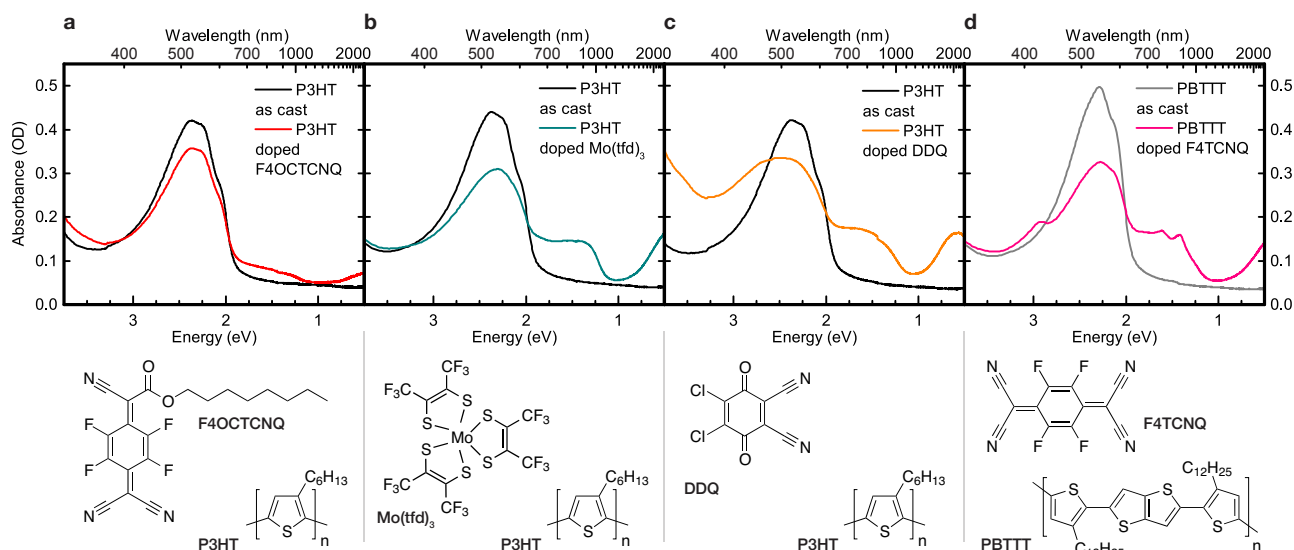 a
Wavelength (nm)
400 500 700 1000 2000
Absorbance (OD)
0.5
0.4
0.3
0.2
0.1
0.0
P3HT
as cast
P3HT
doped
F4OCTCNQ
3 2 1
Energy (eV)
b
Wavelength (nm)
400 500 700 1000 2000
P3HT
as cast
P3HT
doped Mo(tfd)3
3 2 1
Energy (eV)
c
Wavelength (nm)
400 500 700 1000 2000
P3HT
as cast
P3HT
doped DDQ
3 2 1
Energy (eV)
d
Wavelength (nm)
400 500 700 1000 2000
PBTTT
as cast
PBTTT
doped F4TCNQ
0.5
0.4
0.3
0.2
0.1
0.0
3 2 1
Energy (eV)
N
O
O
F F
F F
N N
F4OCTCNQ
C6H13
S
n
P3HT
CF3
F3C
CF3
S
S
S
Mo
S
S
S
CF3
CF3
F3C
Mo(tfd)3
C6H13
S
n
P3HT
O
Cl
N
Cl
N
O
DDQ
C6H13
S
n
P3HT
N F F N
N F F N
F4TCNQ
C12H25
S
S
S
S
n
PBTTT